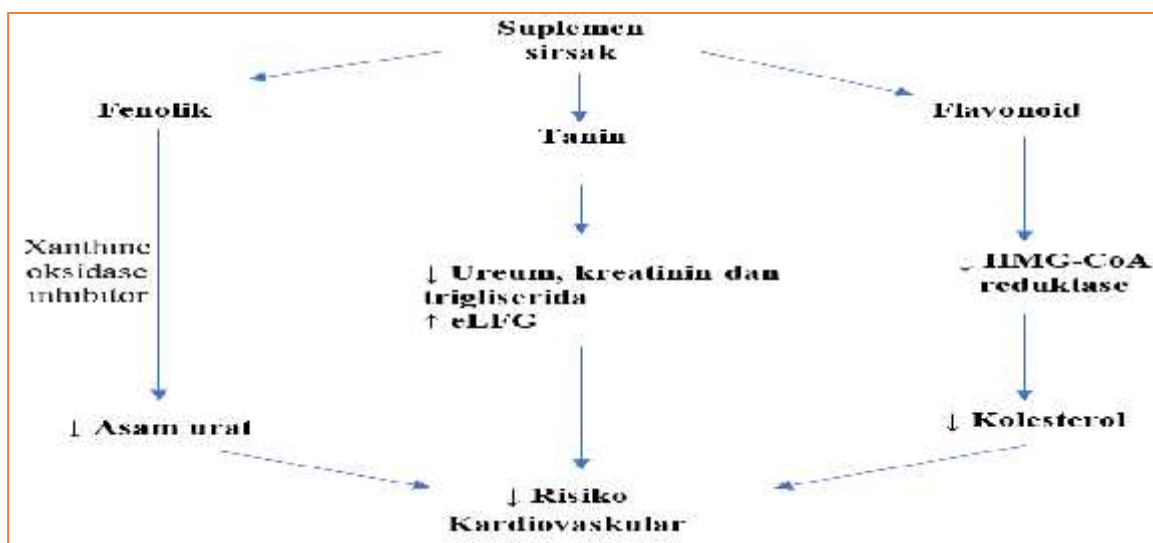 Suplemen
sirsak
Fenolik
Tanin
Flavonoid
Xanthine
oksidase
inhibitor
↓ Ureum, kreatinin dan
trigliserida
↑ eLFG
↓ HMG-CoA
reduktase
↓ Asam urat
↓ Kolesterol
↓ Risiko
Kardiovaskular